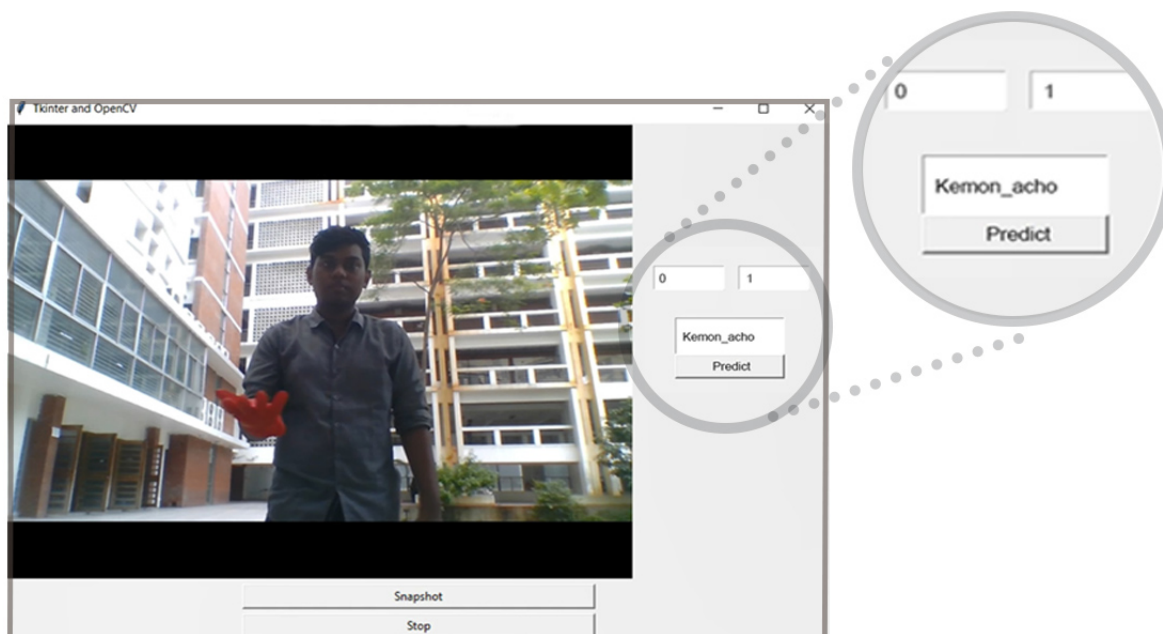 Tkinter and OpenCV
0 1
Kemon_acho
Predict
Snapshot
Stop
0 1
Kemon_acho
Predict